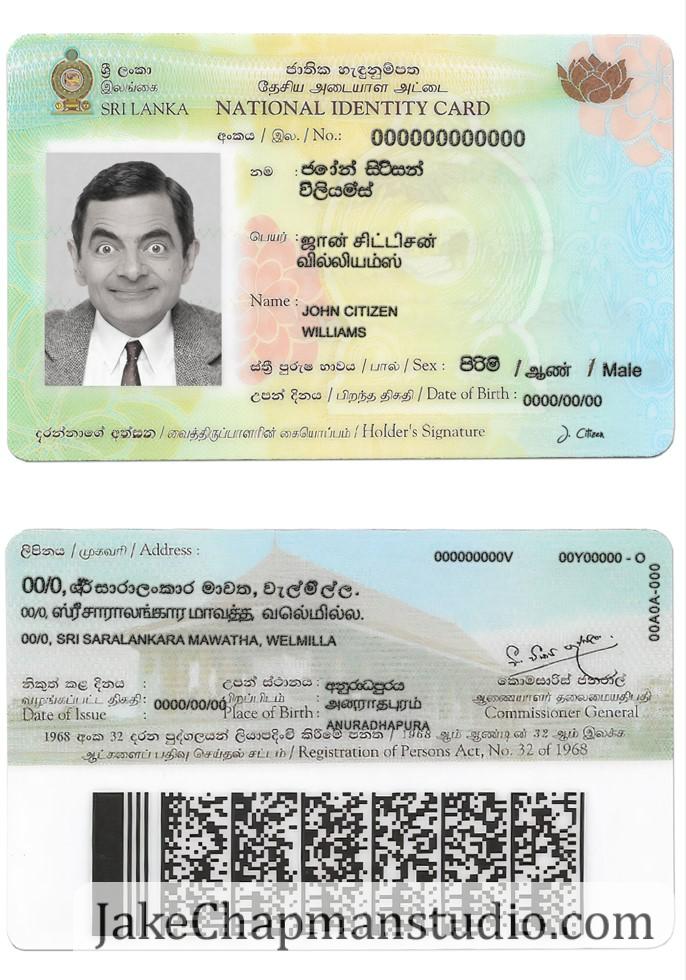 ශ්‍රී ලංකා
இலங்கை
SRI LANKA
ජාතික හැඳුනුම්පත
தேசிய அடையாள அட்டை
NATIONAL IDENTITY CARD
අංකය / இல. / No.: 000000000000
නම : ජෝන් සිටිසන්
විලියම්ස්
பெயர் : ஜான் சிட்டிசன்
வில்லியம்ஸ்
Name : JOHN CITIZEN
WILLIAMS
ස්ත්‍රී පුරුෂ භාවය / பால் / Sex : පිරිමි / ஆண் / Male
උපන් දිනය / பிறந்த திகதி / Date of Birth : 0000/00/00
දරන්නාගේ අත්සන / வைத்திருப்பாளரின் கையொப்பம் / Holder's Signature J. Citizen
ලිපිනය / முகவரி / Address : 000000000V 00Y00000 - O
00A0A-000
00/0, ශ්‍රී සාරාලංකාර මාවත, වැල්මිල්ල.
00/0, ஸ்ரீசாராலங்கார மாவத்த, வல்மில்ல.
00/0, SRI SARALANKARA MAWATHA, WELMILLA
නිකුත් කළ දිනය :
வழங்கப்பட்ட திகதி : 0000/00/00
Date of Issue :
උපන් ස්ථානය : අනුරාධපුරය
பிறப்பிடம் : அனுராதபுரம்
Place of Birth : ANURADHAPURA
කොමසාරිස් ජනරාල්
ஆணையாளர் தலைமையதிபதி
Commissioner General
1968 අංක 32 දරන පුද්ගලයන් ලියාපදිංචි කිරීමේ පනත / 1968 ஆம் ஆண்டின் 32 ஆம் இலக்க
ஆட்களைப் பதிவு செய்தல் சட்டம் / Registration of Persons Act, No. 32 of 1968
JakeChapmanstudio.com